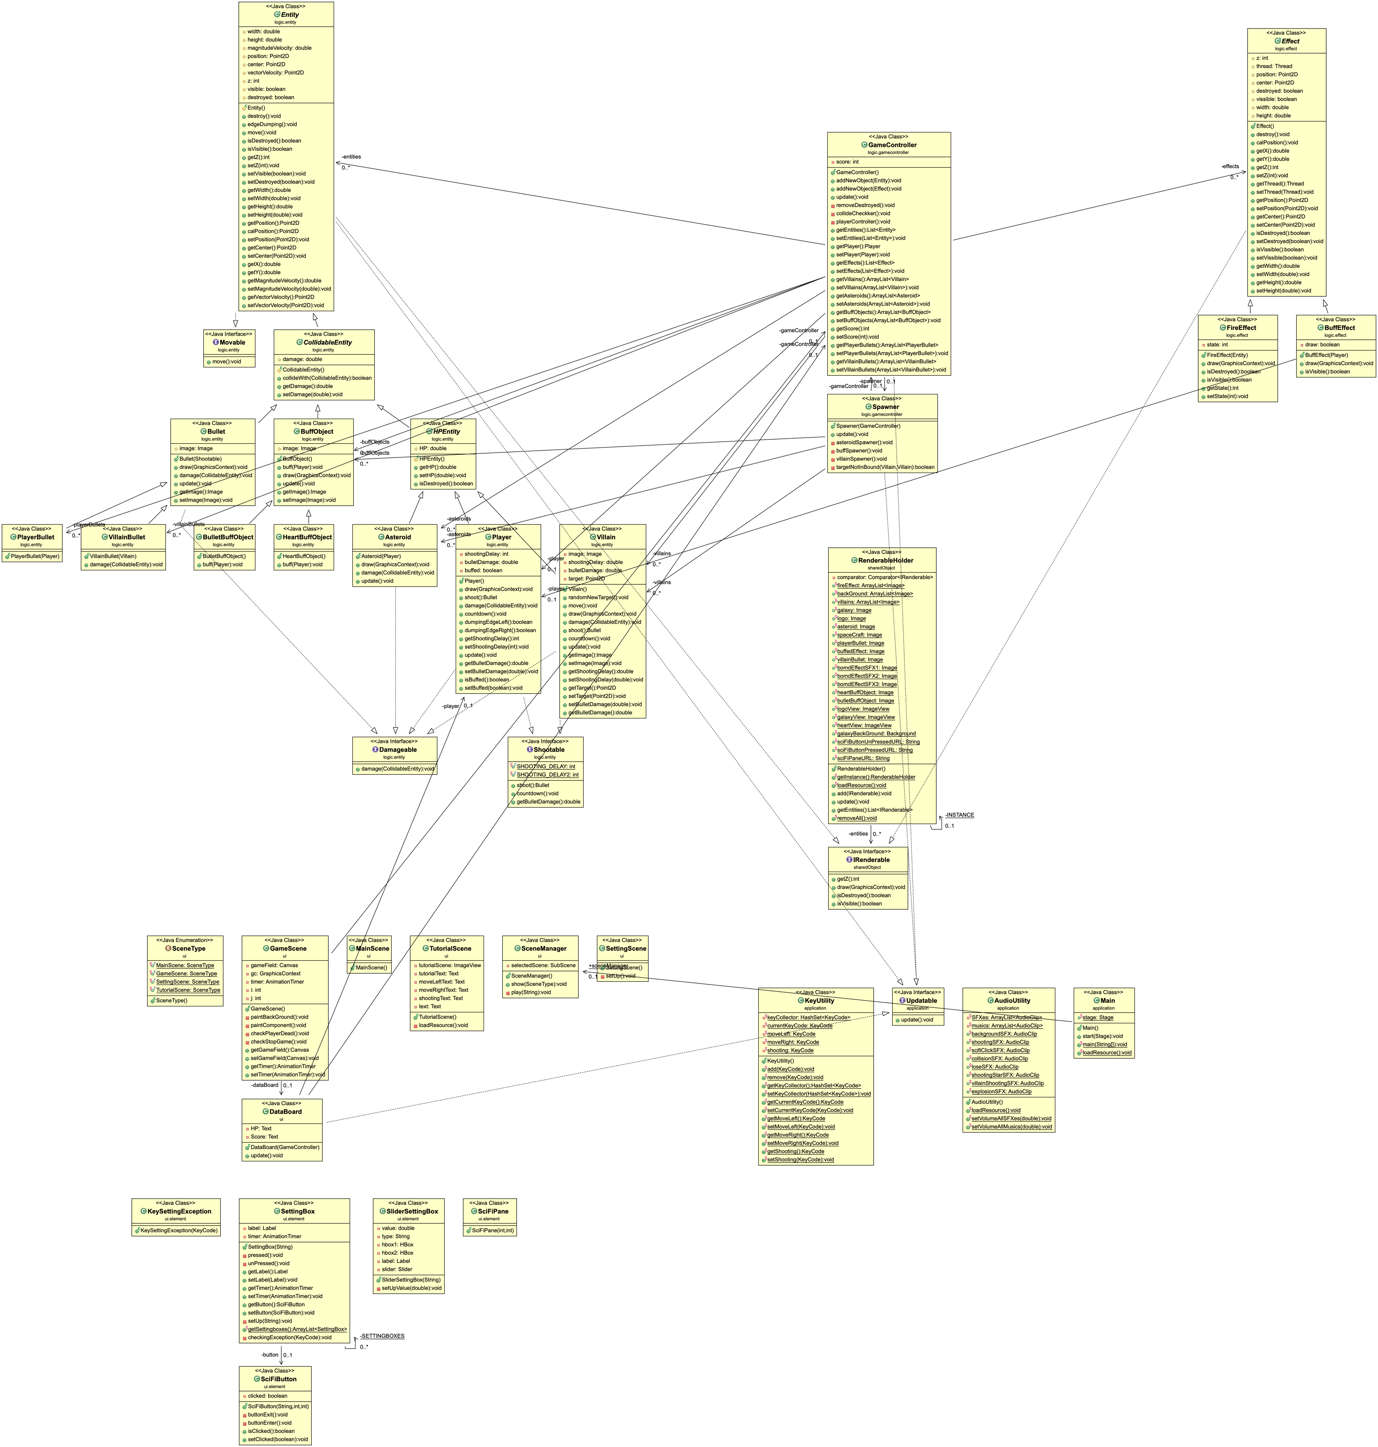 <<Java Class>>
Entity
logic.entity
width: double
height: double
magnitudeVelocity: double
position: Point2D
center: Point2D
vectorVelocity: Point2D
z: int
visible: boolean
destroyed: boolean
Entity()
destroy():void
edgeDumping():void
move():void
isDestroyed():boolean
isVisible():boolean
getZ():int
setZ(int):void
setVisible(boolean):void
setDestroyed(boolean):void
getWidth():double
setWidth(double):void
getHeight():double
setHeight(double):void
getPosition():Point2D
calPosition():Point2D
setPosition(Point2D):void
getCenter():Point2D
setCenter(Point2D):void
getX():double
getY():double
getMagnitudeVelocity():double
setMagnitudeVelocity(double):void
getVectorVelocity():Point2D
setVectorVelocity(Point2D):void
<<Java Class>>
Effect
logic.effect
z: int
thread: Thread
position: Point2D
center: Point2D
destroyed: boolean
vissible: boolean
width: double
height: double
Effect()
destroy():void
calPosition():void
getX():double
getY():double
getZ():int
setZ(int):void
getThread():Thread
setThread(Thread):void
getPosition():Point2D
setPosition(Point2D):void
getCenter():Point2D
setCenter(Point2D):void
isDestroyed():boolean
setDestroyed(boolean):void
isVissible():boolean
setVissible(boolean):void
getWidth():double
setWidth(double):void
getHeight():double
setHeight(double):void
<<Java Class>>
GameController
logic.gamecontroller
score: int
GameController()
addNewObject(Entity):void
addNewObject(Effect):void
update():void
removeDestroyed():void
collideCheckker():void
playerController():void
getEntities():List<Entity>
setEntities(List<Entity>):void
getPlayer():Player
setPlayer(Player):void
getEffects():List<Effect>
setEffects(List<Effect>):void
getVillains():ArrayList<Villain>
setVillains(ArrayList<Villain>):void
getAsteroids():ArrayList<Asteroid>
setAsteroids(ArrayList<Asteroid>):void
getBuffObjects():ArrayList<BuffObject>
setBuffObjects(ArrayList<BuffObject>):void
getScore():int
setScore(int):void
getPlayerBullets():ArrayList<PlayerBullet>
setPlayerBullets(ArrayList<PlayerBullet>):void
getVillainBullets():ArrayList<VillainBullet>
setVillainBullets(ArrayList<VillainBullet>):void
-entities
0..*
-effects
0..*
<<Java Interface>>
Movable
logic.entity
move():void
<<Java Class>>
CollidableEntity
logic.entity
damage: double
CollidableEntity()
collideWith(CollidableEntity):boolean
getDamage():double
setDamage(double):void
-gameController
0..1
-gameController
0..1
<<Java Class>>
FireEffect
logic.effect
state: int
FireEffect(Entity)
draw(GraphicsContext):void
isDestroyed():boolean
isVisible():boolean
getState():int
setState(int):void
<<Java Class>>
BuffEffect
logic.effect
draw: boolean
BuffEffect(Player)
draw(GraphicsContext):void
isVisible():boolean
-spawner
0..1
-gameController
0..1
<<Java Class>>
Spawner
logic.gamecontroller
Spawner(GameController)
update():void
asteroidSpawner():void
buffSpawner():void
villainSpawner():void
targetNotInBound(Villain,Villain):boolean
<<Java Class>>
Bullet
logic.entity
image: Image
Bullet(Shootable)
draw(GraphicsContext):void
damage(CollidableEntity):void
update():void
getImage():Image
setImage(Image):void
<<Java Class>>
BuffObject
logic.entity
image: Image
BuffObject()
buff(Player):void
draw(GraphicsContext):void
update():void
getImage():Image
setImage(Image):void
-buffObjects
0..*
<<Java Class>>
HPEntity
logic.entity
HP: double
HPEntity()
getHP():double
setHP(double):void
isDestroyed():boolean
<<Java Class>>
PlayerBullet
logic.entity
PlayerBullet(Player)
-playerBullets
0..*
<<Java Class>>
VillainBullet
logic.entity
VillainBullet(Villain)
damage(CollidableEntity):void
-villainBullets
0..*
<<Java Class>>
BulletBuffObject
logic.entity
BulletBuffObject()
buff(Player):void
<<Java Class>>
HeartBuffObject
logic.entity
HeartBuffObject()
buff(Player):void
<<Java Class>>
Asteroid
logic.entity
Asteroid(Player)
draw(GraphicsContext):void
damage(CollidableEntity):void
update():void
-asteroids
0..*
-asteroids
0..*
<<Java Class>>
Player
logic.entity
shootingDelay: int
bulletDamage: double
buffed: boolean
Player()
draw(GraphicsContext):void
shoot():Bullet
damage(CollidableEntity):void
countdown():void
dumpingEdgeLeft():boolean
dumpingEdgeRight():boolean
getShootingDelay():int
setShootingDelay(int):void
update():void
getBulletDamage():double
setBulletDamage(double):void
isBuffed():boolean
setBuffed(boolean):void
-player
0..1
-player
0..1
-player
0..1
<<Java Class>>
Villain
logic.entity
image: Image
shootingDelay: double
bulletDamage: double
target: Point2D
Villain()
randomNewTarget():void
move():void
draw(GraphicsContext):void
damage(CollidableEntity):void
shoot():Bullet
countdown():void
update():void
getImage():Image
setImage(Image):void
getShootingDelay():double
setShootingDelay(double):void
getTarget():Point2D
setTarget(Point2D):void
setBulletDamage(double):void
getBulletDamage():double
-villains
0..*
-villains
0..*
<<Java Class>>
RenderableHolder
sharedObject
comparator: Comparator<IRenderable>
fireEffect: ArrayList<Image>
backGround: ArrayList<Image>
villains: ArrayList<Image>
galaxy: Image
logo: Image
asteroid: Image
spaceCraft: Image
playerBullet: Image
buffedEffect: Image
villainBullet: Image
bomdEffectSFX1: Image
bomdEffectSFX2: Image
bomdEffectSFX3: Image
heartBuffObject: Image
bulletBuffObject: Image
logoView: ImageView
galaxyView: ImageView
heartView: ImageView
galaxyBackGround: Background
sciFiButtonUnPressedURL: String
sciFiButtonPressedURL: String
sciFiPaneURL: String
RenderableHolder()
getInstance():RenderableHolder
loadResource():void
add(IRenderable):void
update():void
getEntities():List<IRenderable>
removeAll():void
-INSTANCE
0..1
-entities
0..*
<<Java Interface>>
Damageable
logic.entity
damage(CollidableEntity):void
<<Java Interface>>
Shootable
logic.entity
SHOOTING_DELAY: int
SHOOTING_DELAY2: int
shoot():Bullet
countdown():void
getBulletDamage():double
<<Java Interface>>
IRenderable
sharedObject
getZ():int
draw(GraphicsContext):void
isDestroyed():boolean
isVisible():boolean
<<Java Enumeration>>
SceneType
ui
MainScene: SceneType
GameScene: SceneType
SettingScene: SceneType
TutorialScene: SceneType
SceneType()
<<Java Class>>
GameScene
ui
gameField: Canvas
gc: GraphicsContext
timer: AnimationTimer
i: int
j: int
GameScene()
paintBackGround():void
paintComponent():void
checkPlayerDead():void
checkStopGame():void
getGameField():Canvas
setGameField(Canvas):void
getTimer():AnimationTimer
setTimer(AnimationTimer):void
<<Java Class>>
MainScene
ui
MainScene()
<<Java Class>>
TutorialScene
ui
tutorialScene: ImageView
tutorialText: Text
moveLeftText: Text
moveRightText: Text
shootingText: Text
text: Text
TutorialScene()
loadResource():void
<<Java Class>>
SceneManager
ui
selectedScene: SubScene
SceneManager()
show(SceneType):void
play(String):void
<<Java Class>>
SettingScene
ui
SettingScene()
setUp():void
+sceneManager
0..1
<<Java Class>>
KeyUtility
application
keyCollector: HashSet<KeyCode>
currentKeyCode: KeyCode
moveLeft: KeyCode
moveRight: KeyCode
shooting: KeyCode
KeyUtility()
add(KeyCode):void
remove(KeyCode):void
getKeyCollector():HashSet<KeyCode>
setKeyCollector(HashSet<KeyCode>):void
getCurrentKeyCode():KeyCode
setCurrentKeyCode(KeyCode):void
getMoveLeft():KeyCode
setMoveLeft(KeyCode):void
getMoveRight():KeyCode
setMoveRight(KeyCode):void
getShooting():KeyCode
setShooting(KeyCode):void
<<Java Interface>>
Updatable
application
update():void
<<Java Class>>
AudioUtility
application
SFXes: ArrayList<AudioClip>
musics: ArrayList<AudioClip>
backgroundSFX: AudioClip
shootingSFX: AudioClip
scifiClickSFX: AudioClip
collisionSFX: AudioClip
loseSFX: AudioClip
shootingStarSFX: AudioClip
villainShootingSFX: AudioClip
explosionSFX: AudioClip
AudioUtility()
loadResource():void
setVolumeAllSFXes(double):void
setVolumeAllMusics(double):void
<<Java Class>>
Main
application
stage: Stage
Main()
start(Stage):void
main(String[]):void
loadResource():void
-dataBoard
0..1
<<Java Class>>
DataBoard
ui
HP: Text
Score: Text
DataBoard(GameController)
update():void
<<Java Class>>
KeySettingException
ui.element
KeySettingException(KeyCode)
<<Java Class>>
SettingBox
ui.element
label: Label
timer: AnimationTimer
SettingBox(String)
pressed():void
unPressed():void
getLabel():Label
setLabel(Label):void
getTimer():AnimationTimer
setTimer(AnimationTimer):void
getButton():SciFiButton
setButton(SciFiButton):void
setUp(String):void
getSettingboxes():ArrayList<SettingBox>
checkingException(KeyCode):void
-SETTINGBOXES
0..*
<<Java Class>>
SliderSettingBox
ui.element
value: double
type: String
hbox1: HBox
hbox2: HBox
label: Label
slider: Slider
SliderSettingBox(String)
setUpValue(double):void
<<Java Class>>
SciFiPane
ui.element
SciFiPane(int,int)
-button
0..1
<<Java Class>>
SciFiButton
ui.element
clicked: boolean
SciFiButton(String,int,int)
buttonExit():void
buttonEnter():void
isClicked():boolean
setClicked(boolean):void